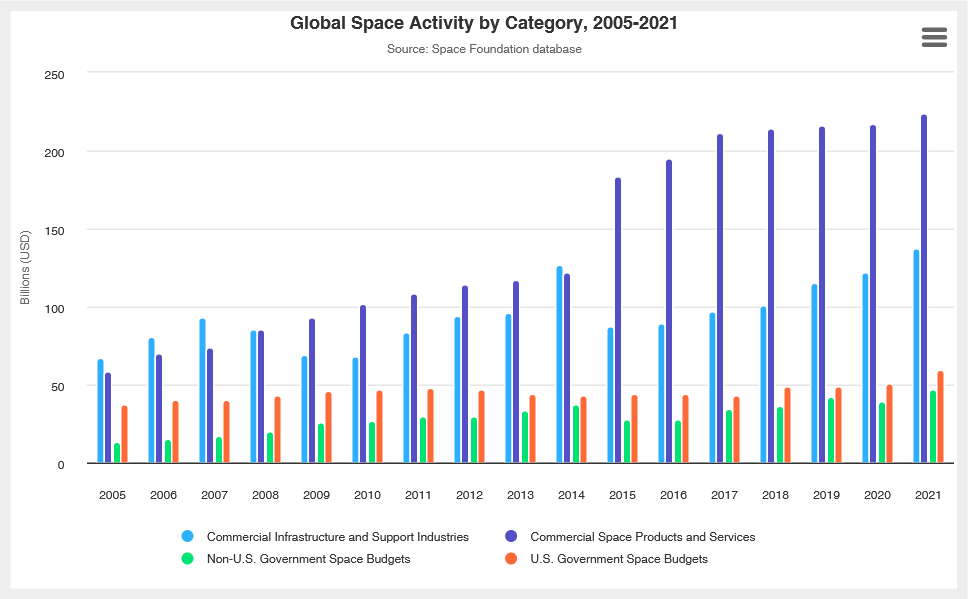 Global Space Activity by Category, 2005-2021
Source: Space Foundation database
250
200
150
100
50
0
Billions (USD)
2005 2006 2007 2008 2009 2010 2011 2012 2013 2014 2015 2016 2017 2018 2019 2020 2021
Commercial Infrastructure and Support Industries Commercial Space Products and Services
Non-U.S. Government Space Budgets U.S. Government Space Budgets